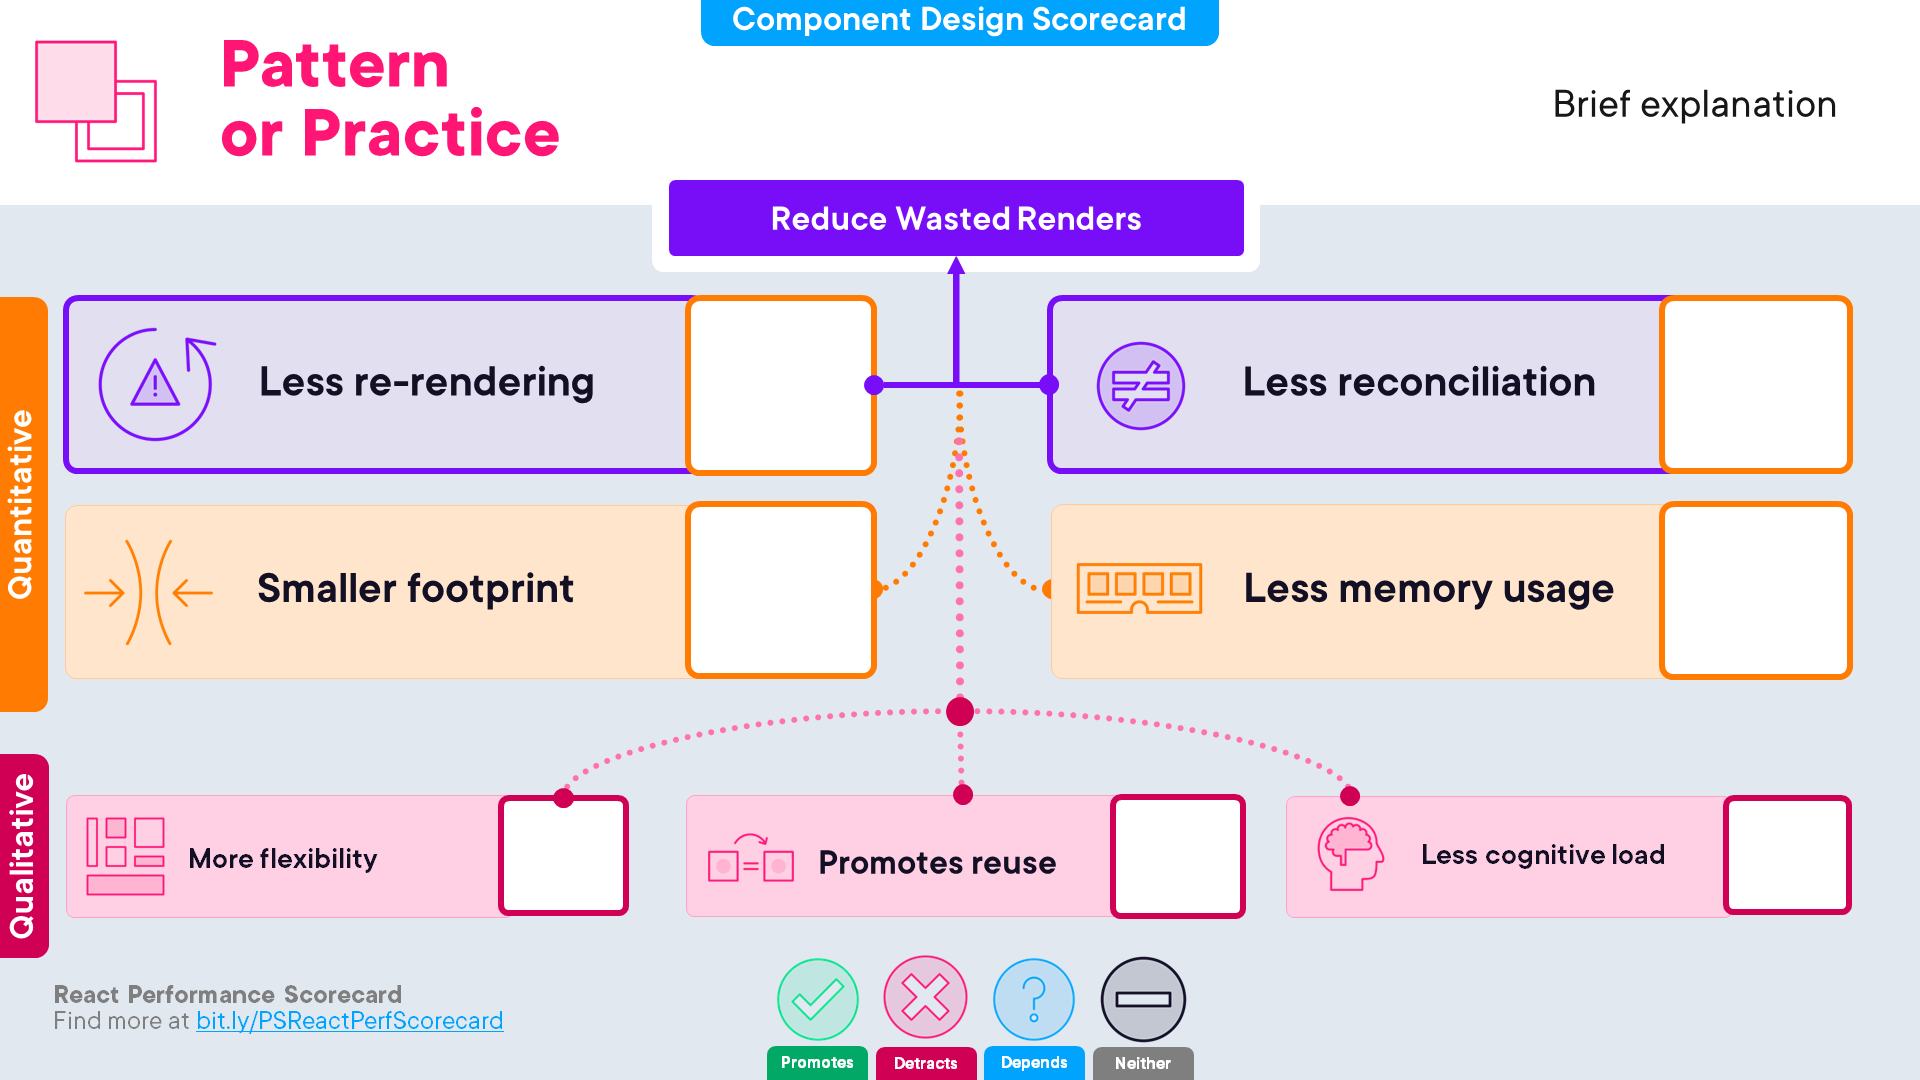 Component Design Scorecard
Pattern
or Practice
Brief explanation
Reduce Wasted Renders
Quantitative
Less re-rendering
Less reconciliation
Smaller footprint
Less memory usage
Qualitative
More flexibility
Promotes reuse
Less cognitive load
React Performance Scorecard
Find more at bit.ly/PSReactPerfScorecard
Promotes
Detracts
Depends
Neither